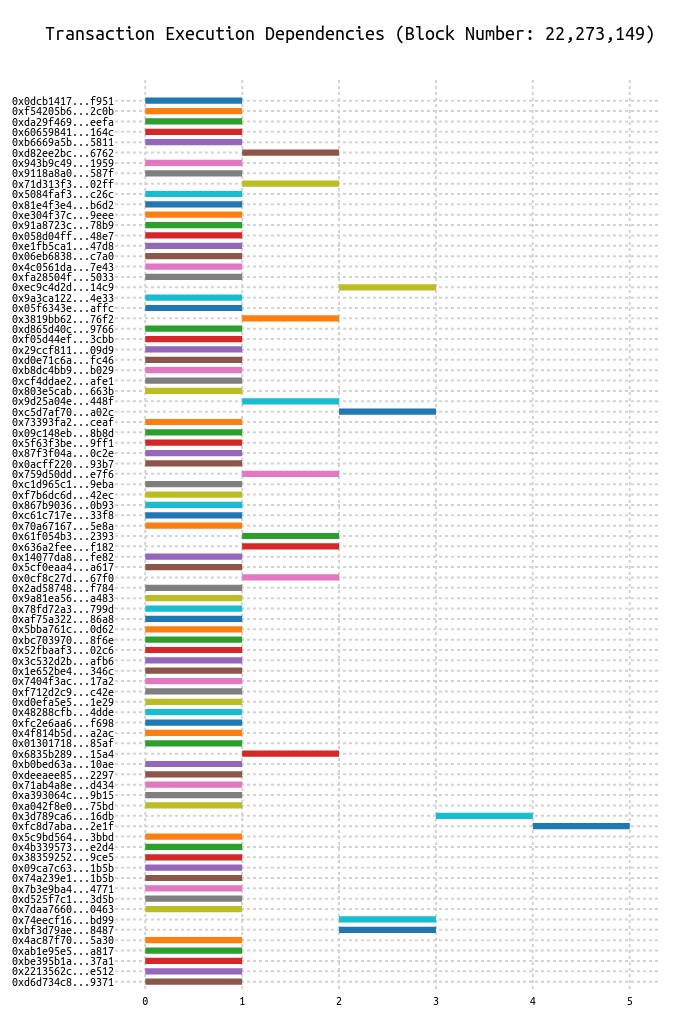 Transaction Execution Dependencies (Block Number: 22,273,149)
0x0dcb1417...f951
0xf54205b6...2c0b
0xda29f469...eefa
0x60659841...164c
0xb6669a5b...5811
0xd82ee2bc...6762
0x943b9c49...1959
0x9118a8a0...587f
0x71d313f3...02ff
0x5084faf3...c26c
0x81e4f3e4...b6d2
0xe304f37c...9eee
0x91a8723c...78b9
0x058d04ff...48e7
0xe1fb5ca1...47d8
0x06eb6838...c7a0
0x4c0561da...7e43
0xfa28504f...5033
0xec9c4d2d...14c9
0x9a3ca122...4e33
0x05f6343e...affc
0x3819bb62...76f2
0xd865d40c...9766
0xf05d44ef...3cbb
0x29ccf811...09d9
0xd0e71c6a...fc46
0xb8dc4bb9...b029
0xcf4ddae2...afe1
0x803e5cab...663b
0x9d25a04e...448f
0xc5d7af70...a02c
0x73393fa2...ceaf
0x09c148eb...8b8d
0x5f63f3be...9ff1
0x87f3f04a...0c2e
0x0acff220...93b7
0x759d50dd...e7f6
0xc1d965c1...9eba
0xf7b6dc6d...42ec
0x867b9036...0b93
0xc61c717e...33f8
0x70a67167...5e8a
0x61f054b3...2393
0x636a2fee...f182
0x14077da8...fe82
0x5cf0eaa4...a617
0x0cf8c27d...67f0
0x2ad58748...f784
0x9a81ea56...a483
0x78fd72a3...799d
0xaf75a322...86a8
0x5bba761c...0d62
0xbc703970...8f6e
0x52fbaaf3...02c6
0x3c532d2b...afb6
0x1e652be4...346c
0x7404f3ac...17a2
0xf712d2c9...c42e
0xd0efa5e5...1e29
0x48288cfb...4dde
0xfc2e6aa6...f698
0x4f814b5d...a2ac
0x01301718...85af
0x6835b289...15a4
0xb0bed63a...10ae
0xdeeaee85...2297
0x71ab4a8e...d434
0xa393064c...9b15
0xa042f8e0...75bd
0x3d789ca6...16db
0xfc8d7aba...2e1f
0x5c9bd564...3bbd
0x4b339573...e2d4
0x38359252...9ce5
0x09ca7c63...1b5b
0x74a239e1...1b5b
0x7b3e9ba4...4771
0xd525f7c1...3d5b
0x7daa7660...0463
0x74eecf16...bd99
0xbf3d79ae...8487
0x4ac87f70...5a30
0xab1e95e5...a817
0xbe395b1a...37a1
0x2213562c...e512
0xd6d734c8...9371
0 1 2 3 4 5